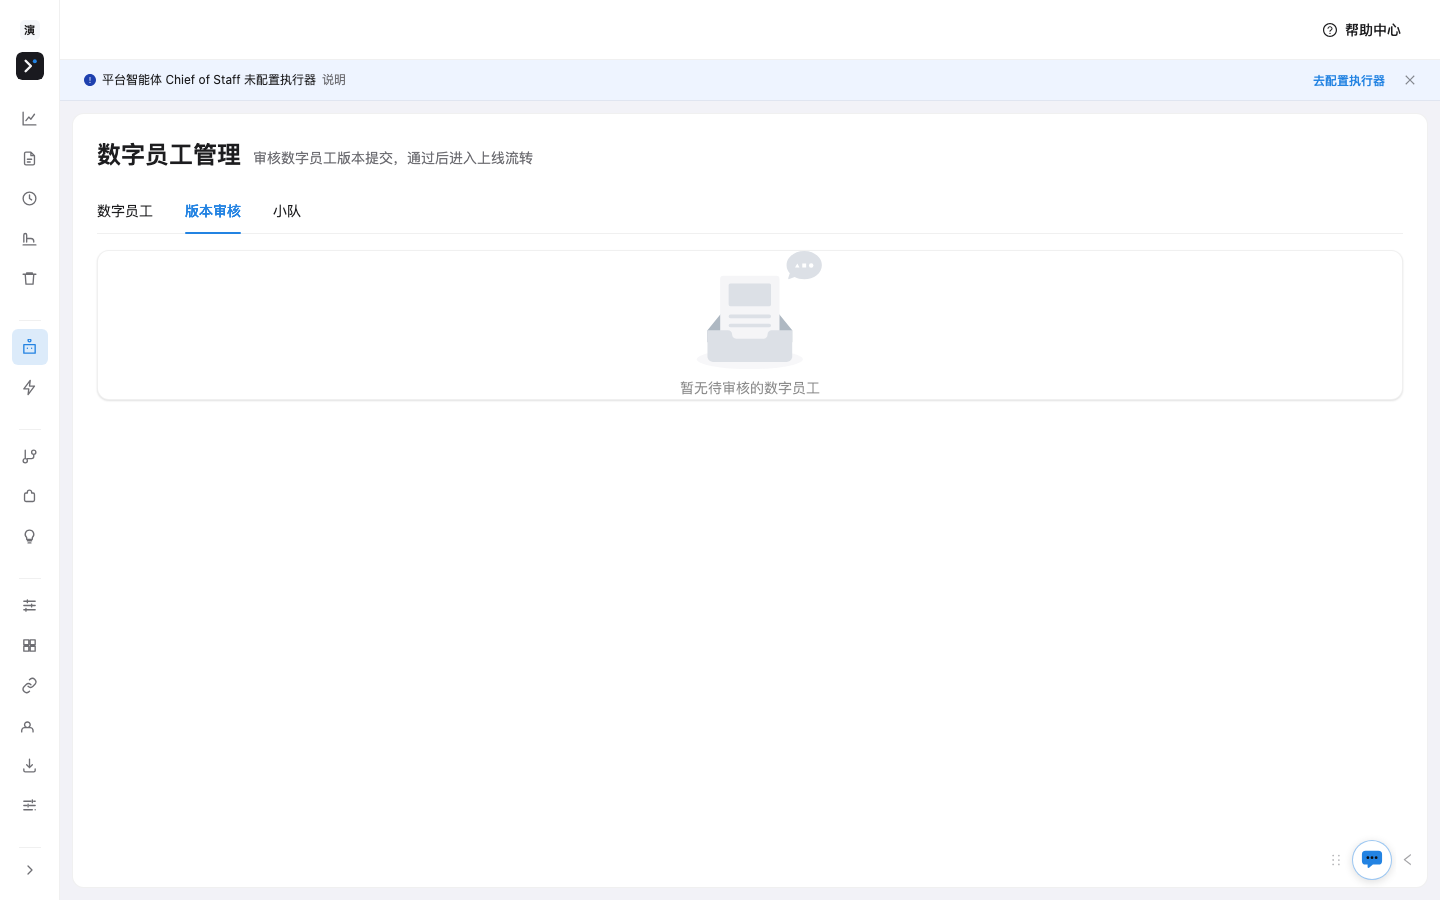 演
帮助中心
平台智能体 Chief of Staff 未配置执行器 说明
去配置执行器
数字员工管理 审核数字员工版本提交，通过后进入上线流转
数字员工 版本审核 小队
暂无待审核的数字员工